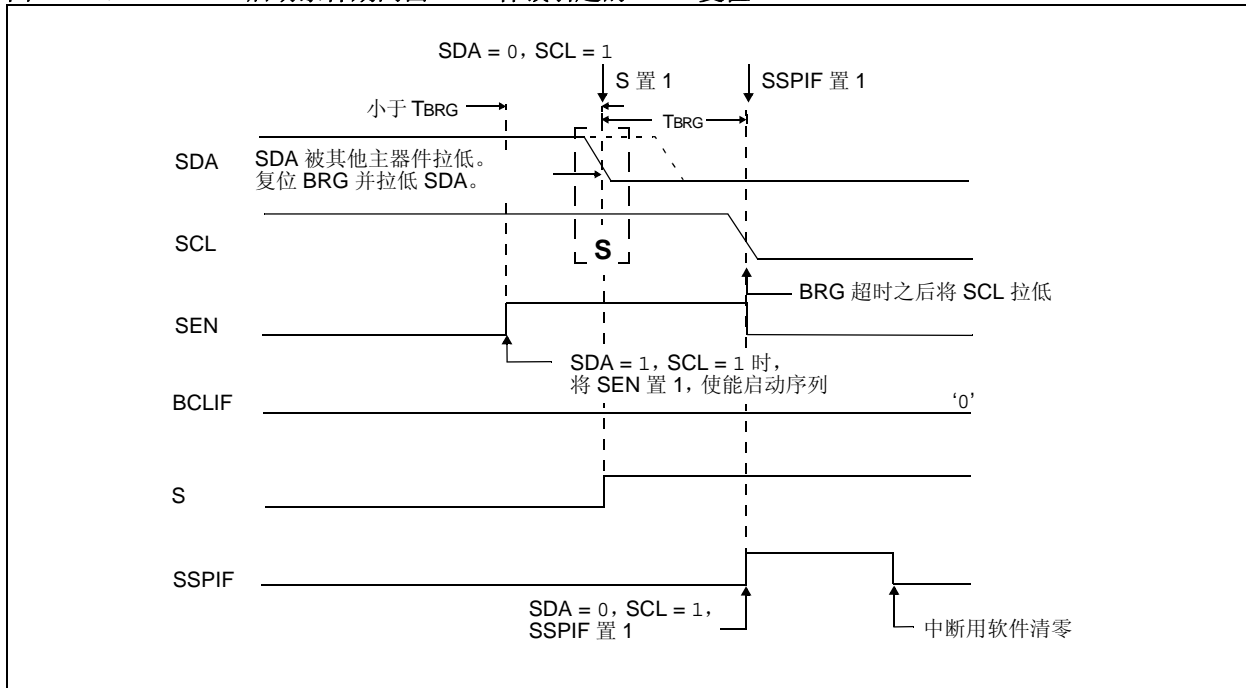 SDA = 0，SCL = 1
S 置 1
SSPIF 置 1
小于 TBRG
TBRG
SDA
SDA 被其他主器件拉低。
复位 BRG 并拉低 SDA。
SCL
S
BRG 超时之后将 SCL 拉低
SEN
SDA = 1，SCL = 1 时，
将 SEN 置 1，使能启动序列
BCLIF
‘0’
S
SSPIF
SDA = 0，SCL = 1，
SSPIF 置 1
中断用软件清零